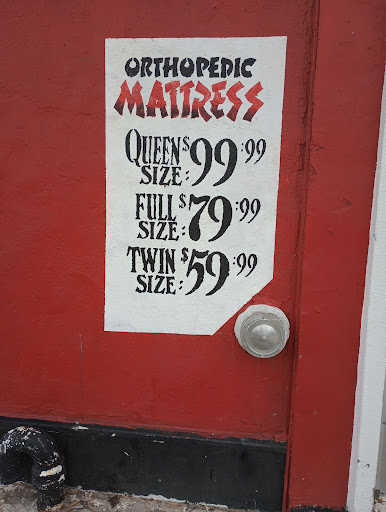 ORTHOPEDIC
MATTRESS
QUEEN SIZE: $99.99
FULL SIZE: $79.99
TWIN SIZE: $59.99